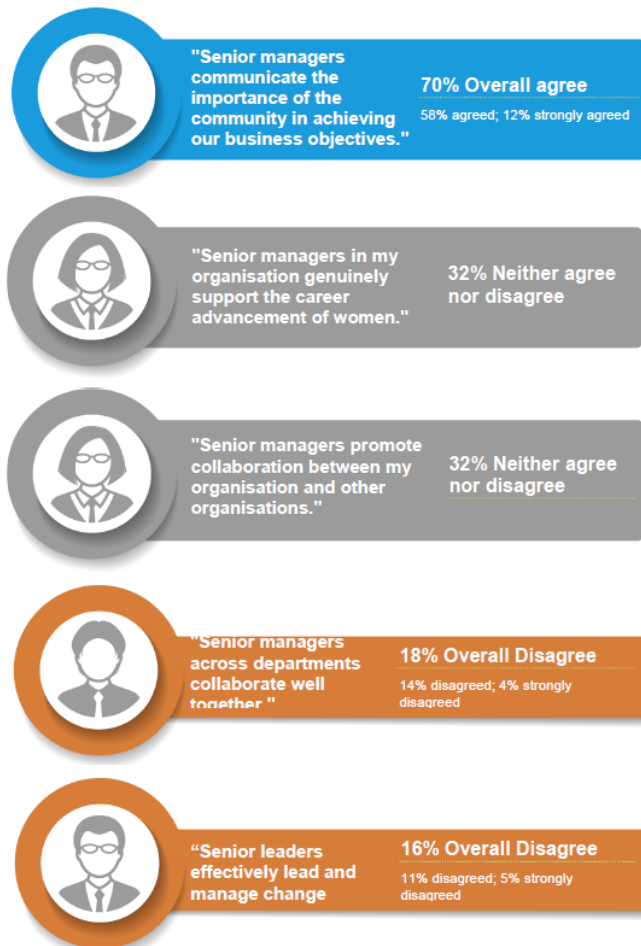 "Senior managers
communicate the
importance of the
community in achieving
our business objectives."
70% Overall agree
58% agreed; 12% strongly agreed
"Senior managers in my
organisation genuinely
support the career
advancement of women."
32% Neither agree
nor disagree
"Senior managers promote
collaboration between my
organisation and other
organisations."
32% Neither agree
nor disagree
"Senior managers
across departments
collaborate well
together."
18% Overall Disagree
14% disagreed; 4% strongly
disagreed
“Senior leaders
effectively lead and
manage change
16% Overall Disagree
11% disagreed; 5% strongly
disagreed